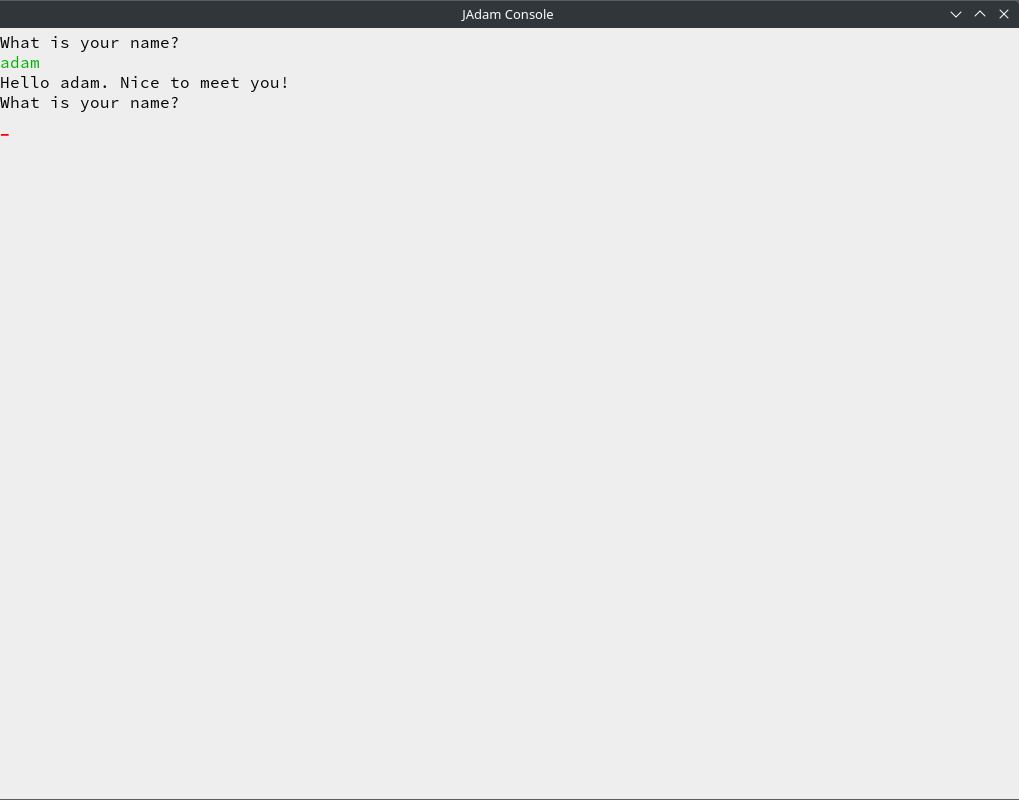 JAdam Console
What is your name?
adam
Hello adam. Nice to meet you!
What is your name?
_